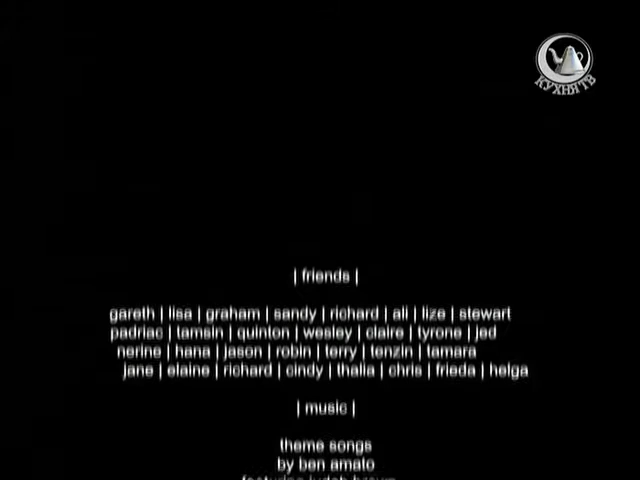 КУХНЯ ТВ
| friends |
gareth | lisa | graham | sandy | richard | ali | lize | stewart
padriac | tamsin | quinton | wesley | claire | tyrone | jed
nerine | hana | jason | robin | terry | tenzin | tamara
jane | elaine | richard | cindy | thalia | chris | frieda | helga
| music |
theme songs
by ben amato
featuring